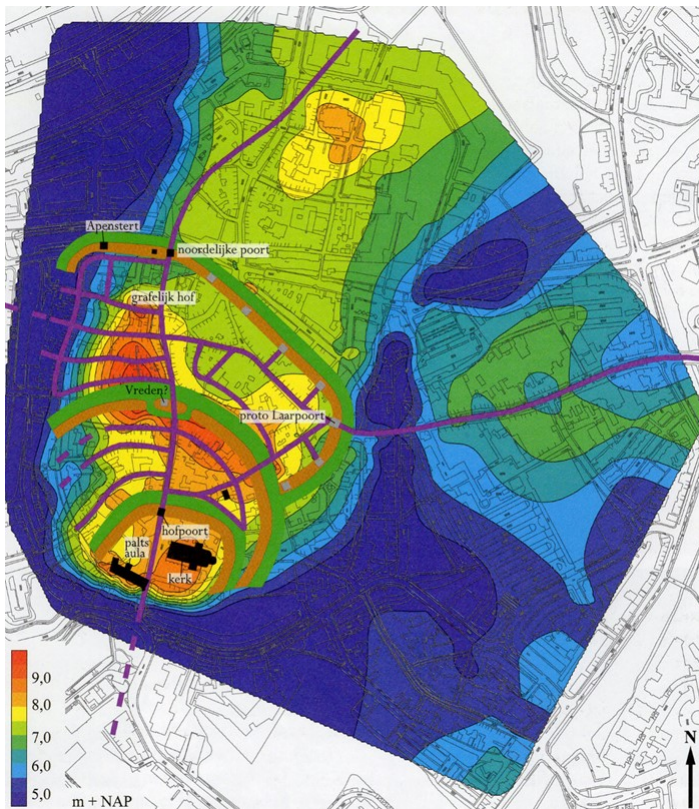 Apenstert
noordelijke poort
grafelijk hof
Vreden?
proto Laarpoort
hofpoort
palts
aula
kerk
9,0
8,0
7,0
6,0
5,0
m + NAP
N